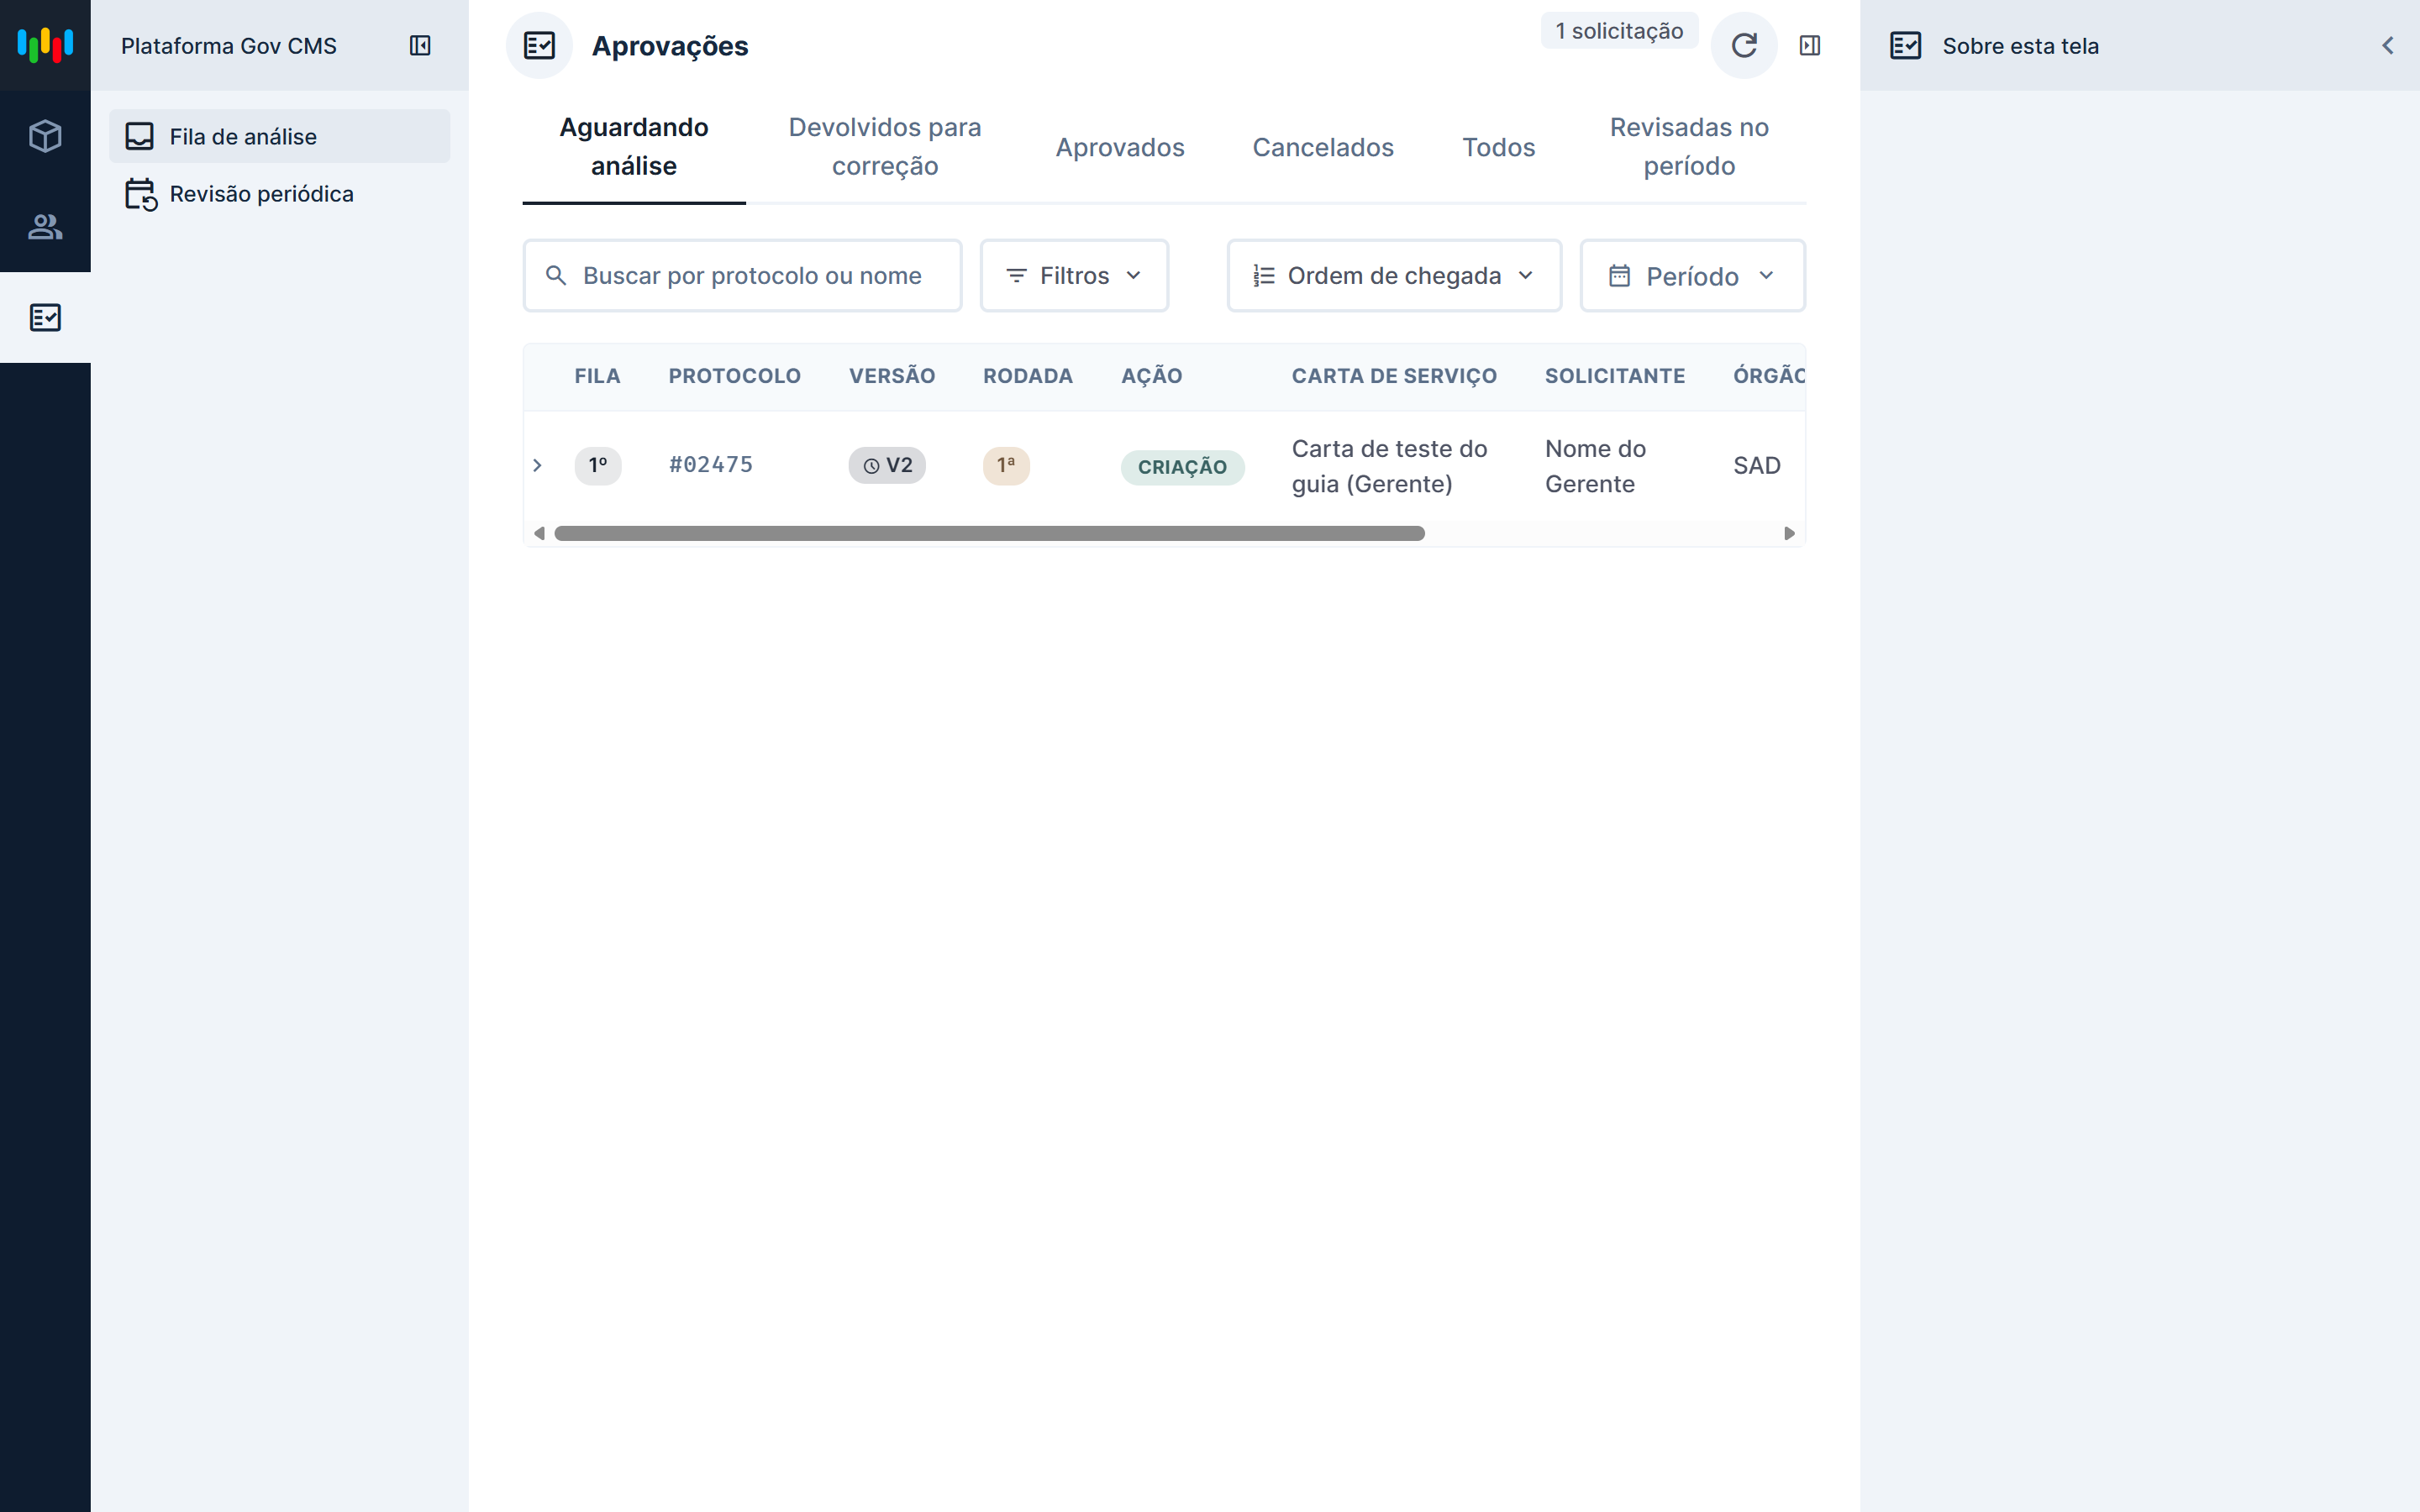 Plataforma Gov CMS
Fila de análise
Revisão periódica
Aprovações
1 solicitação
Aguardando
análise
Devolvidos para
correção
Aprovados
Cancelados
Todos
Revisadas no
período
Buscar por protocolo ou nome
Filtros
Ordem de chegada
Período
FILA PROTOCOLO VERSÃO RODADA AÇÃO CARTA DE SERVIÇO SOLICITANTE ÓRGÃO
1º #02475 V2 1ª CRIAÇÃO
Carta de teste do
guia (Gerente)
Nome do
Gerente
SAD
Sobre esta tela